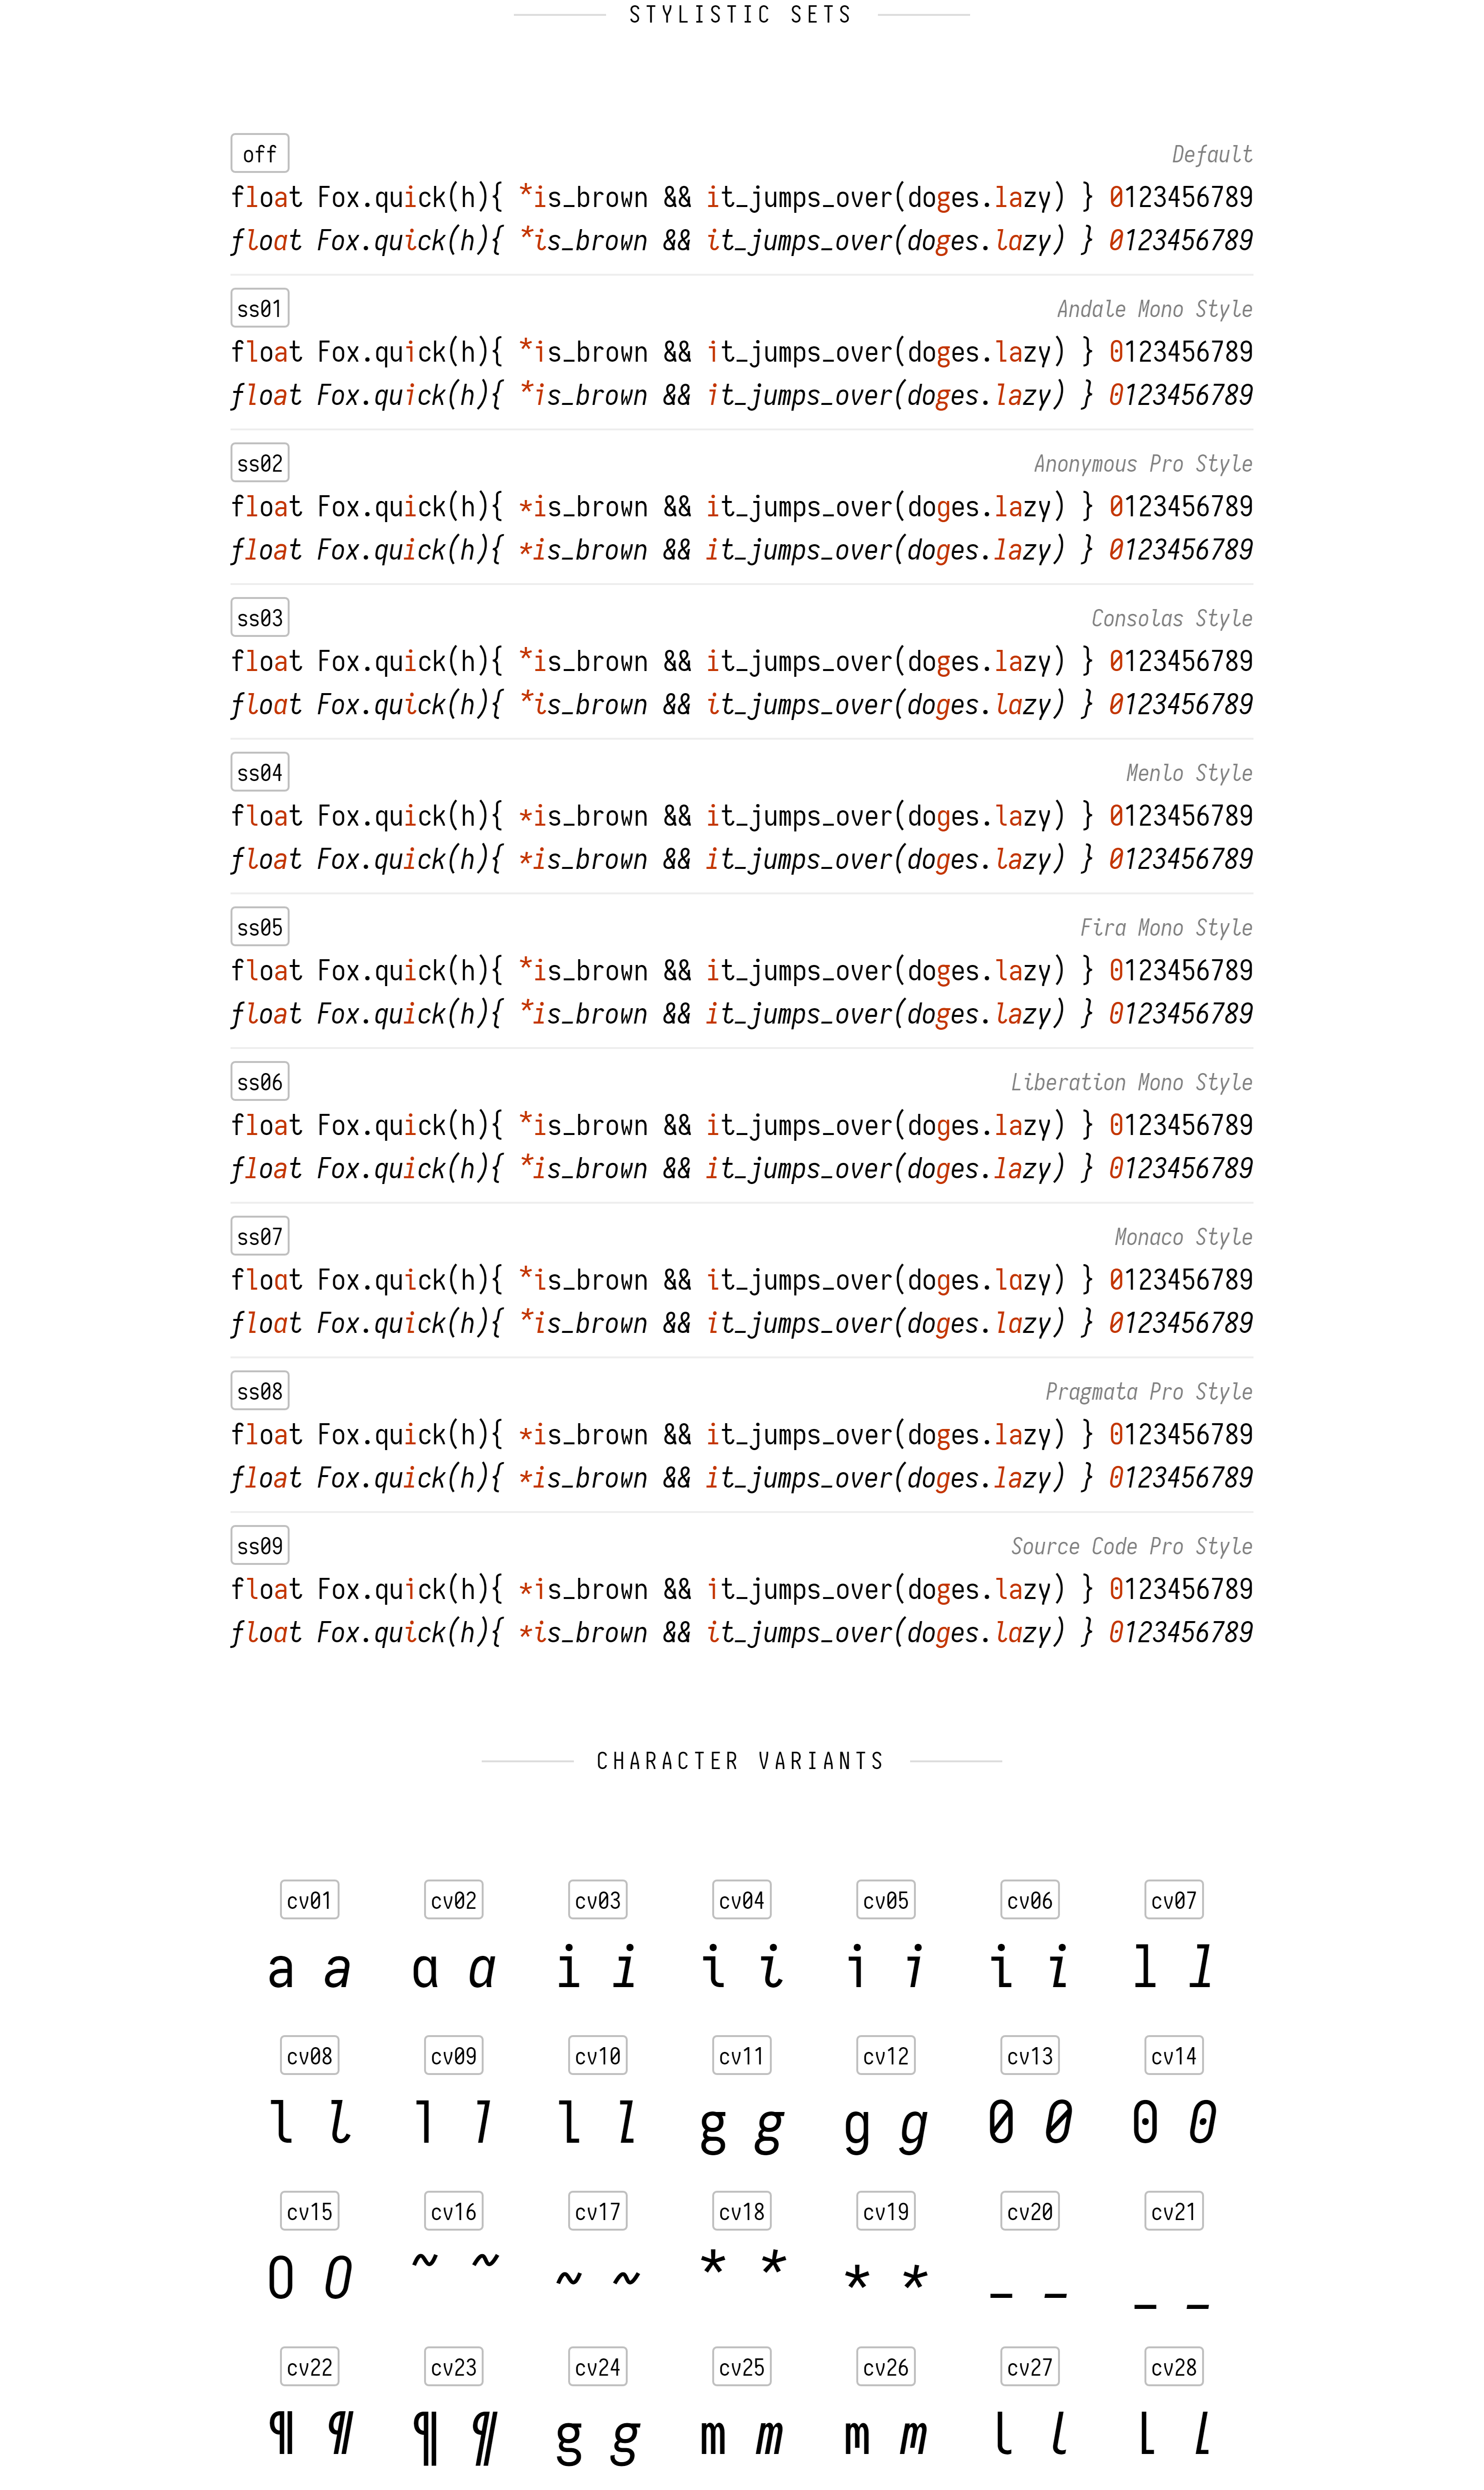 STYLISTIC SETS
off Default
float Fox.quick(h){ *is_brown && it_jumps_over(doges.lazy) } 0123456789
float Fox.quick(h){ *is_brown && it_jumps_over(doges.lazy) } 0123456789
ss01 Andale Mono Style
float Fox.quick(h){ *is_brown && it_jumps_over(doges.lazy) } 0123456789
float Fox.quick(h){ *is_brown && it_jumps_over(doges.lazy) } 0123456789
ss02 Anonymous Pro Style
float Fox.quick(h){ *is_brown && it_jumps_over(doges.lazy) } 0123456789
float Fox.quick(h){ *is_brown && it_jumps_over(doges.lazy) } 0123456789
ss03 Consolas Style
float Fox.quick(h){ *is_brown && it_jumps_over(doges.lazy) } 0123456789
float Fox.quick(h){ *is_brown && it_jumps_over(doges.lazy) } 0123456789
ss04 Menlo Style
float Fox.quick(h){ *is_brown && it_jumps_over(doges.lazy) } 0123456789
float Fox.quick(h){ *is_brown && it_jumps_over(doges.lazy) } 0123456789
ss05 Fira Mono Style
float Fox.quick(h){ *is_brown && it_jumps_over(doges.lazy) } 0123456789
float Fox.quick(h){ *is_brown && it_jumps_over(doges.lazy) } 0123456789
ss06 Liberation Mono Style
float Fox.quick(h){ *is_brown && it_jumps_over(doges.lazy) } 0123456789
float Fox.quick(h){ *is_brown && it_jumps_over(doges.lazy) } 0123456789
ss07 Monaco Style
float Fox.quick(h){ *is_brown && it_jumps_over(doges.lazy) } 0123456789
float Fox.quick(h){ *is_brown && it_jumps_over(doges.lazy) } 0123456789
ss08 Pragmata Pro Style
float Fox.quick(h){ *is_brown && it_jumps_over(doges.lazy) } 0123456789
float Fox.quick(h){ *is_brown && it_jumps_over(doges.lazy) } 0123456789
ss09 Source Code Pro Style
float Fox.quick(h){ *is_brown && it_jumps_over(doges.lazy) } 0123456789
float Fox.quick(h){ *is_brown && it_jumps_over(doges.lazy) } 0123456789
CHARACTER VARIANTS
cv01 cv02 cv03 cv04 cv05 cv06 cv07
a a a a i i i i i i i i l l
cv08 cv09 cv10 cv11 cv12 cv13 cv14
l l l l l l g g g g 0 0 0 0
cv15 cv16 cv17 cv18 cv19 cv20 cv21
0 0 ~ ~ ~ ~ * * * * _ _ _ _
cv22 cv23 cv24 cv25 cv26 cv27 cv28
¶ ¶ ¶ ¶ g g m m m m l l L L